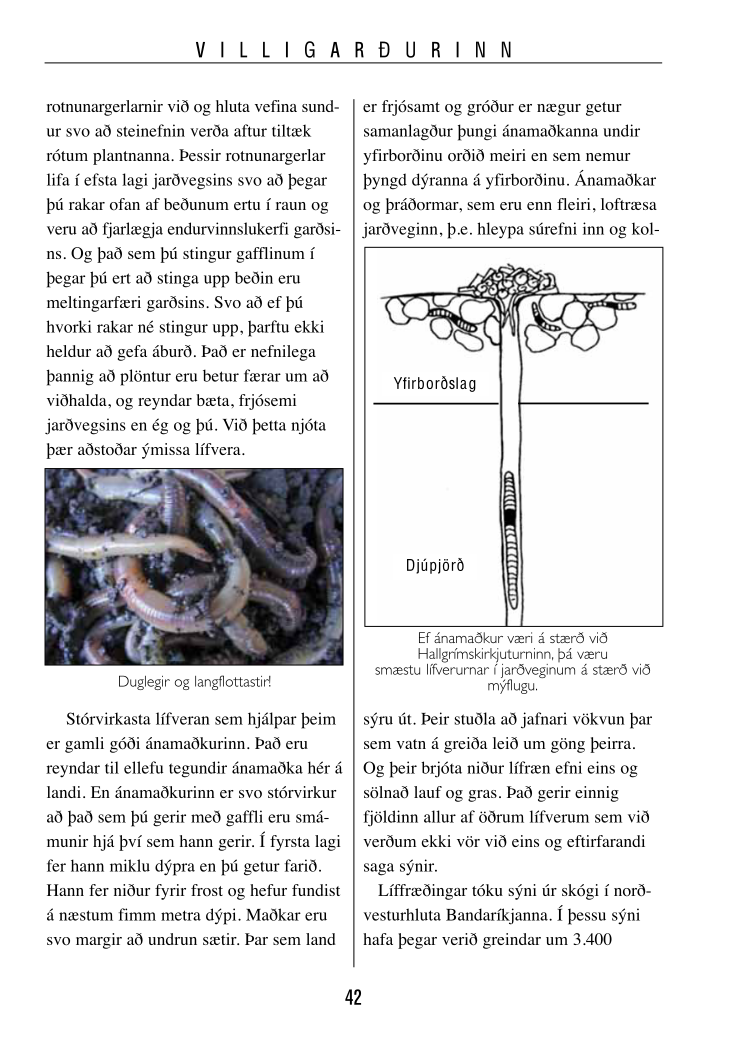 VILLIGARÐURINN
rotnunargerlarnir við og hluta vefina sund-
ur svo að steinefnin verða aftur tiltæk
rótum plantnanna. Þessir rotnunargerlar
lifa í efsta lagi jarðvegsins svo að þegar
þú rakar ofan af beðunum ertu í raun og
veru að fjarlægja endurvinnslukerfi garðsi-
ns. Og það sem þú stingur gafflinum í
þegar þú ert að stinga upp beðin eru
meltingarfæri garðsins. Svo að ef þú
hvorki rakar né stingur upp, þarftu ekki
heldur að gefa áburð. Það er nefnilega
þannig að plöntur eru betur færar um að
viðhalda, og reyndar bæta, frjósemi
jarðvegsins en ég og þú. Við þetta njóta
þær aðstoðar ýmissa lífvera.
Duglegir og langflottastir!
Stórvirkasta lífveran sem hjálpar þeim
er gamli góði ánamaðkurinn. Það eru
reyndar til ellefu tegundir ánamaðka hér á
landi. En ánamaðkurinn er svo stórvirkur
að það sem þú gerir með gaffli eru smá-
munir hjá því sem hann gerir. Í fyrsta lagi
fer hann miklu dýpra en þú getur farið.
Hann fer niður fyrir frost og hefur fundist
á næstum fimm metra dýpi. Maðkar eru
svo margir að undrun sætir. Þar sem land
er frjósamt og gróður er nægur getur
samanlagður þungi ánamaðkanna undir
yfirborðinu orðið meiri en sem nemur
þyngd dýranna á yfirborðinu. Ánamaðkar
og þráðormar, sem eru enn fleiri, loftræsa
jarðveginn, þ.e. hleypa súrefni inn og kol-
Yfirborðslag
Djúpjörð
Ef ánamaðkur væri á stærð við
Hallgrímskirkjuturninn, þá væru
smæstu lífverurnar í jarðveginum á stærð við
mýflugu.
sýru út. Þeir stuðla að jafnari vökvun þar
sem vatn á greiða leið um göng þeirra.
Og þeir brjóta niður lífræn efni eins og
sölnað lauf og gras. Það gerir einnig
fjöldinn allur af öðrum lífverum sem við
verðum ekki vör við eins og eftirfarandi
saga sýnir.
Líffræðingar tóku sýni úr skógi í norð-
vesturhluta Bandaríkjanna. Í þessu sýni
hafa þegar verið greindar um 3.400
42